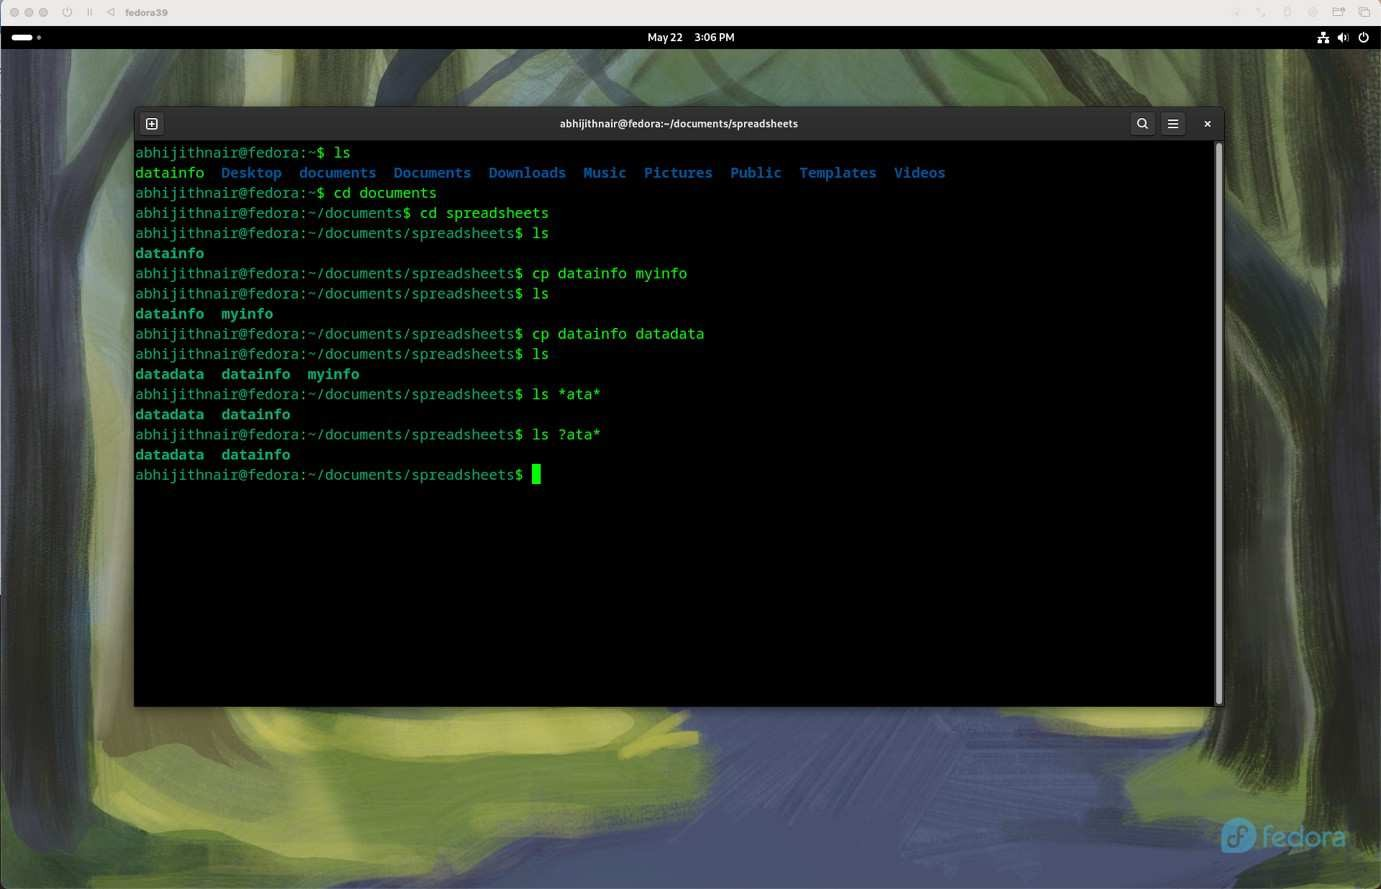 fedora39
May 22 3:06 PM
abhijithnair@fedora:~/documents/spreadsheets
abhijithnair@fedora:~$ ls
datainfo Desktop documents Documents Downloads Music Pictures Public Templates Videos
abhijithnair@fedora:~$ cd documents
abhijithnair@fedora:~/documents$ cd spreadsheets
abhijithnair@fedora:~/documents/spreadsheets$ ls
datainfo
abhijithnair@fedora:~/documents/spreadsheets$ cp datainfo myinfo
abhijithnair@fedora:~/documents/spreadsheets$ ls
datainfo myinfo
abhijithnair@fedora:~/documents/spreadsheets$ cp datainfo datadata
abhijithnair@fedora:~/documents/spreadsheets$ ls
datadata datainfo myinfo
abhijithnair@fedora:~/documents/spreadsheets$ ls *ata*
datadata datainfo
abhijithnair@fedora:~/documents/spreadsheets$ ls ?ata*
datadata datainfo
abhijithnair@fedora:~/documents/spreadsheets$
fedora